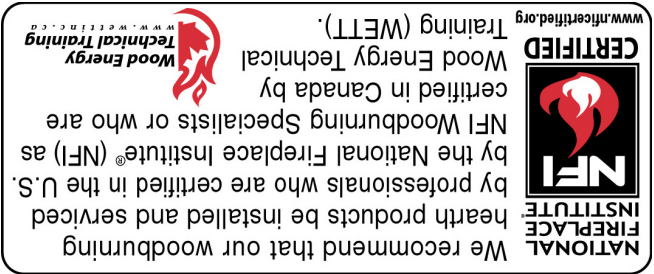 NATIONAL
FIREPLACE
INSTITUTE®
NFI
CERTIFIED
www.nficertified.org
We recommend that our woodburning
hearth products be installed and serviced
by professionals who are certified in the U.S.
by the National Fireplace Institute® (NFI) as
NFI Woodburning Specialists or who are
certified in Canada by
Wood Energy Technical
Training (WETT).
Wood Energy
Technical Training
www.wettinc.ca